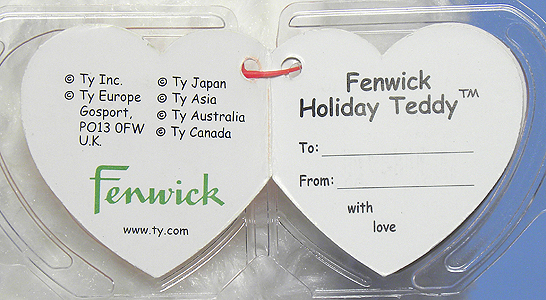 © Ty Inc.
© Ty Europe
Gosport,
PO13 0FW
U.K.
© Ty Japan
© Ty Asia
© Ty Australia
© Ty Canada
Fenwick
www.ty.com
Fenwick
Holiday Teddy™
To:
From:
with
love